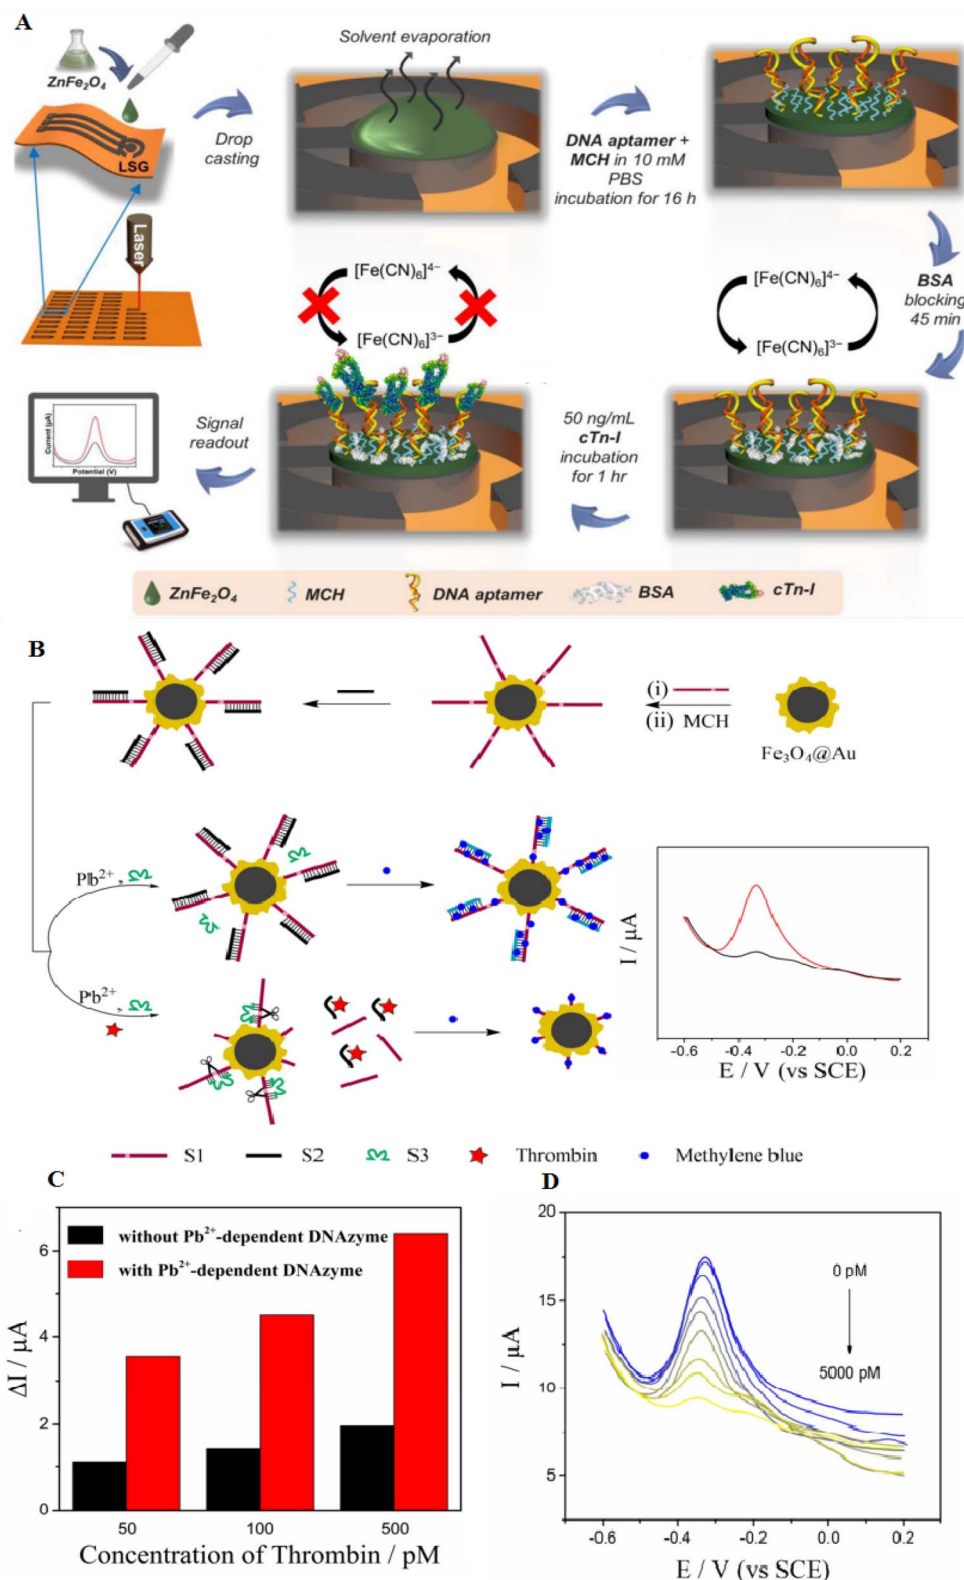 A
ZnFe₂O₄
LSG
Laser
Drop
casting
Solvent evaporation
DNA aptamer +
MCH in 10 mM
PBS
incubation for 16 h
BSA
blocking
45 min
[Fe(CN)₆]⁴⁻
[Fe(CN)₆]³⁻
[Fe(CN)₆]⁴⁻
[Fe(CN)₆]³⁻
50 ng/mL
cTn-I
incubation
for 1 hr
Signal
readout
Current (µA)
Potential (V)
ZnFe₂O₄
MCH
DNA aptamer
BSA
cTn-I
B
(i)
(ii) MCH
Fe₃O₄@Au
Pb²⁺,
Pb²⁺,
I / µA
-0.6 -0.4 -0.2 0.0 0.2
E / V (vs SCE)
S1 S2 S3 Thrombin Methylene blue
C
without Pb²⁺-dependent DNAzyme
with Pb²⁺-dependent DNAzyme
ΔI / µA
6
4
2
0
50 100 500
Concentration of Thrombin / pM
D
I / µA
20
15
10
5
0 pM
5000 pM
-0.6 -0.4 -0.2 0.0 0.2
E / V (vs SCE)